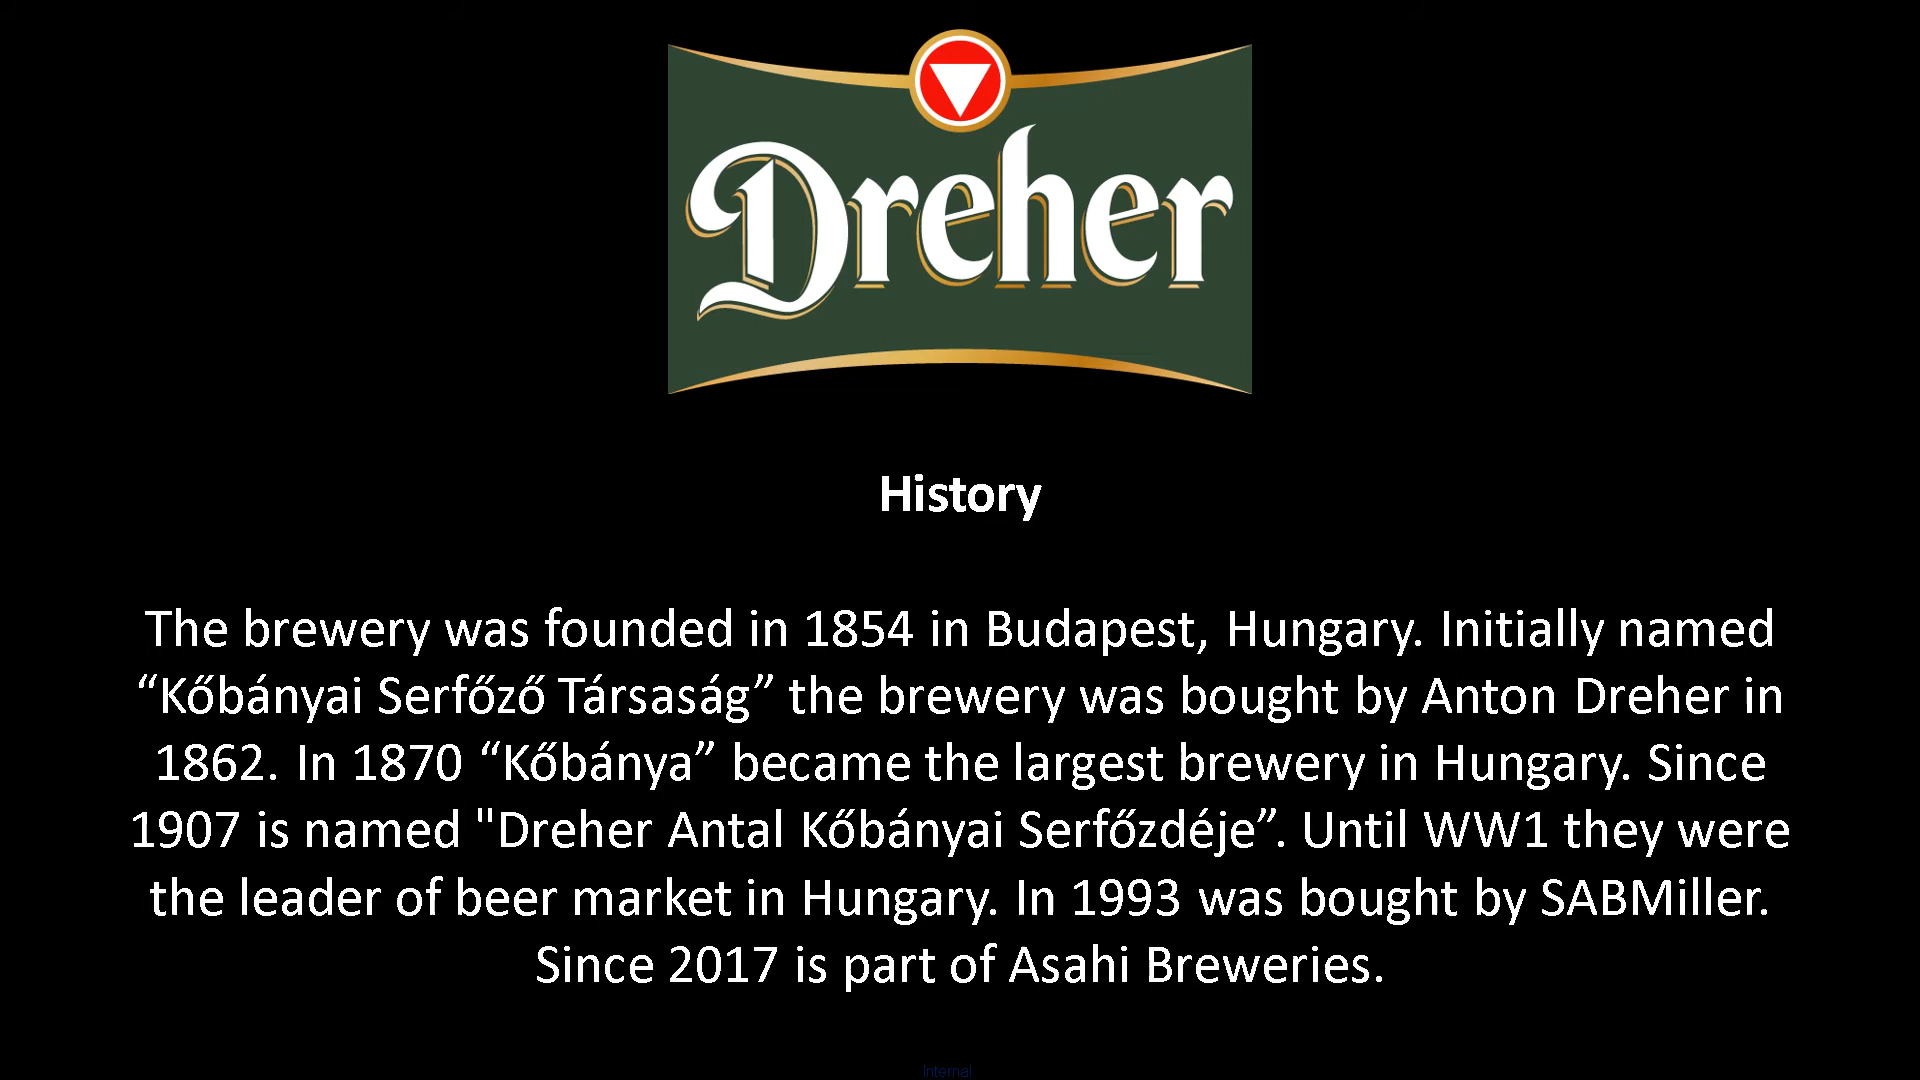 Dreher
History
The brewery was founded in 1854 in Budapest, Hungary. Initially named
“Kőbányai Serfőző Társaság” the brewery was bought by Anton Dreher in
1862. In 1870 “Kőbánya” became the largest brewery in Hungary. Since
1907 is named "Dreher Antal Kőbányai Serfőzdéje”. Until WW1 they were
the leader of beer market in Hungary. In 1993 was bought by SABMiller.
Since 2017 is part of Asahi Breweries.
Internal